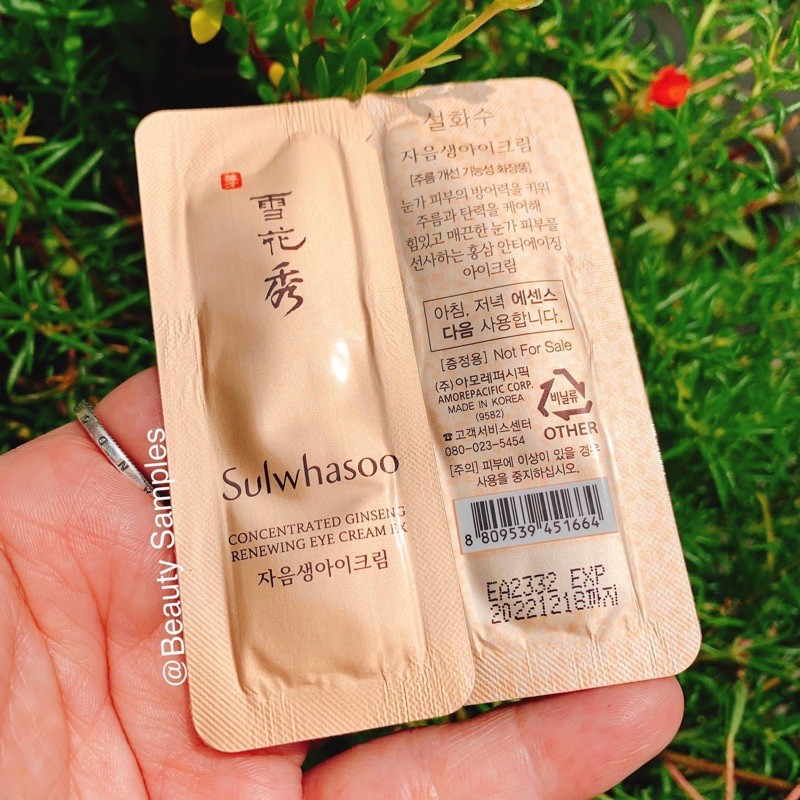 雪
花
秀
Sulwhasoo
CONCENTRATED GINSENG
RENEWING EYE CREAM EX
자음생아이크림
설화수
자음생아이크림
[주름 개선 기능성 화장품]
눈가 피부의 방어력을 키워
주름과 탄력을 케어해
힘있고 매끈한 눈가 피부를
선사하는 홍삼 안티에이징
아이크림
아침, 저녁 에센스
다음 사용합니다.
[증정용] Not For Sale
(주)아모레퍼시픽
AMOREPACIFIC CORP.
MADE IN KOREA
(9582)
☎고객서비스센터
080-023-5454
비닐류
OTHER
[주의] 피부에 이상이 있을 경우
사용을 중지하십시오.
8 809539 451664
EA2332 EXP
20221218까지
@Beauty Samples